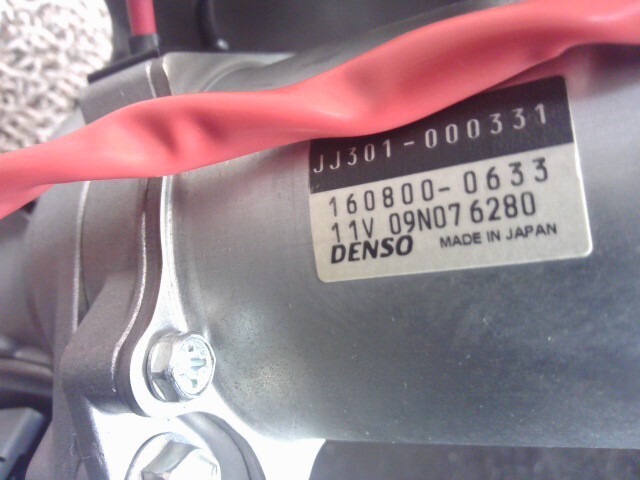 JJ301-000331
160800-0633
11V 09N076280
DENSO MADE IN JAPAN